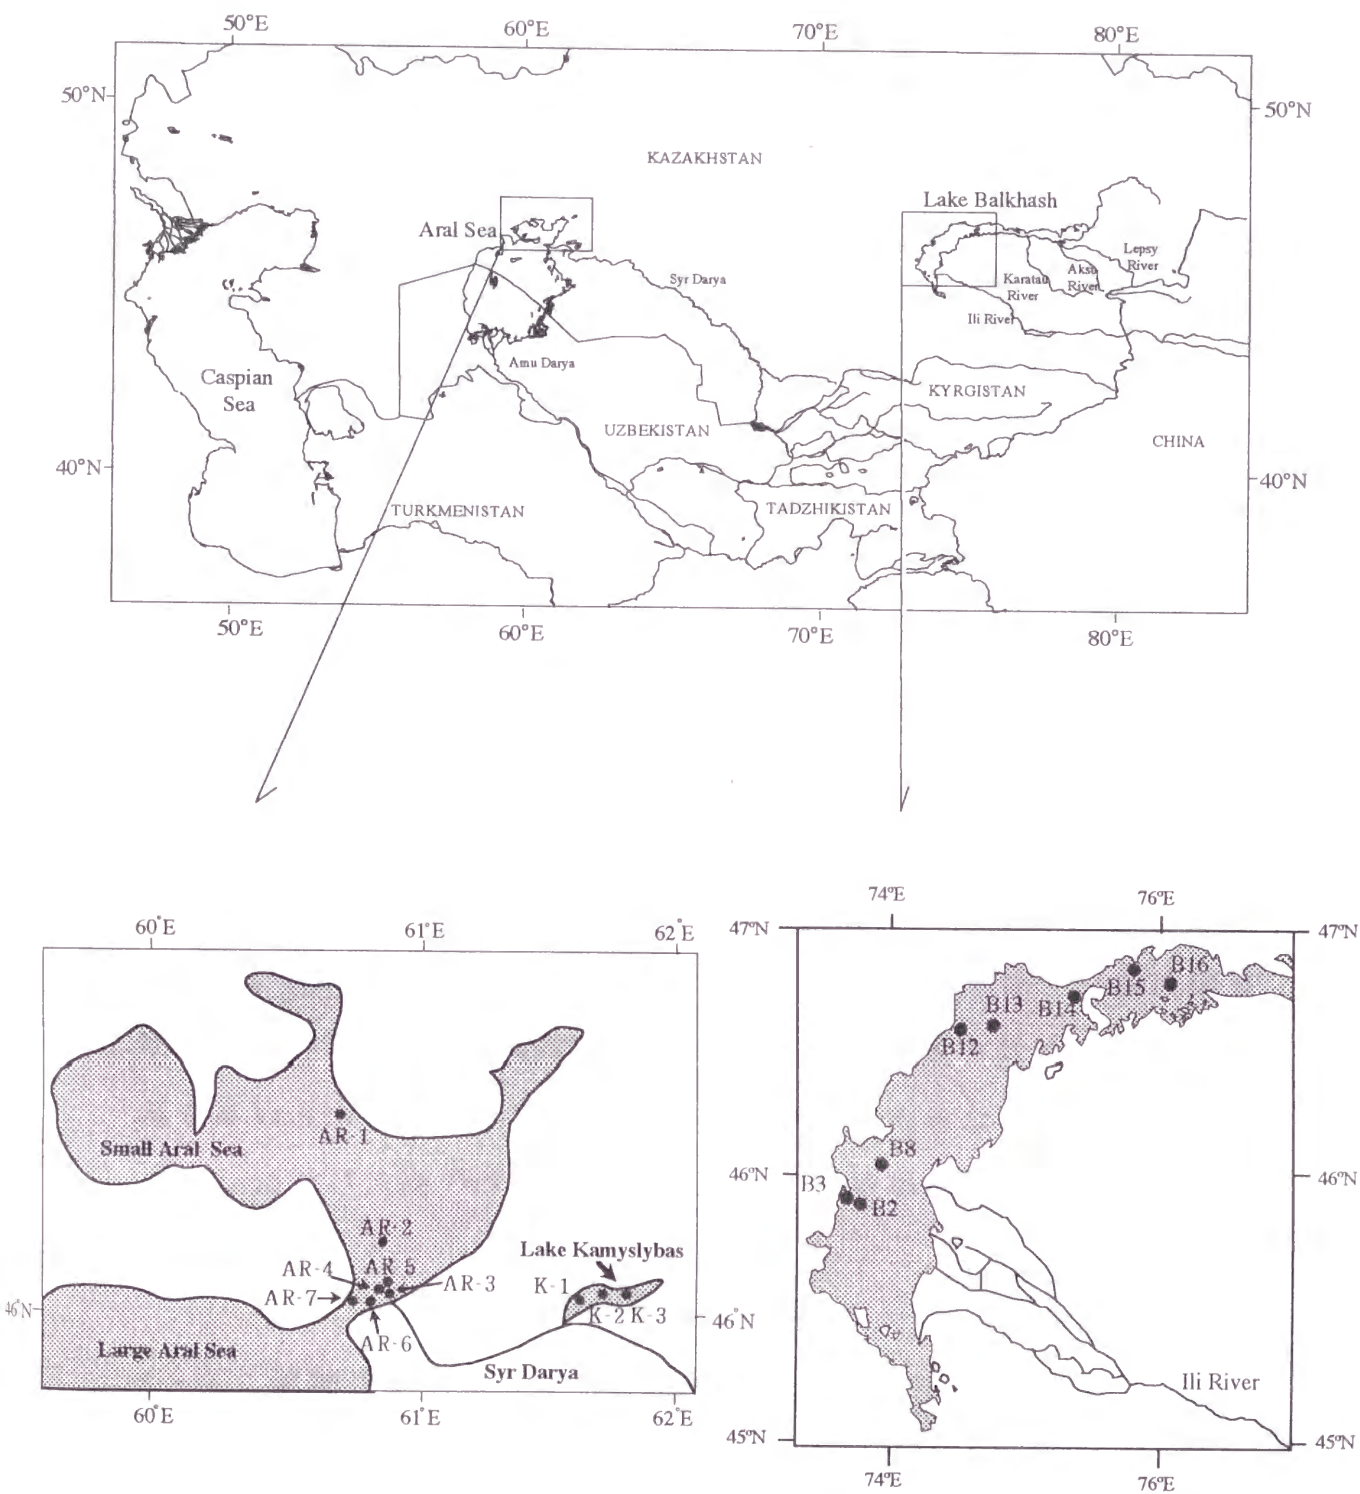 50°E
60°E
70°E
80°E
50°N
50°N
KAZAKHSTAN
Lake Balkhash
Aral Sea
Lepsy
River
Aksu
River
Karatau
River
Syr Darya
Ili River
Amu Darya
Caspian
Sea
KYRGISTAN
UZBEKISTAN
CHINA
40°N
40°N
TURKMENISTAN
TADZHIKISTAN
50°E
60°E
70°E
80°E
60°E
61°E
62°E
Small Aral Sea
AR-1
AR-2
AR-4
AR 5
AR-3
AR-7
AR-6
Lake Kamyslybas
K-1
K-2 K-3
46°N
46°N
Large Aral Sea
Syr Darya
60°E
61°E
62°E
74°E
76°E
47°N
47°N
B16
B15
B13
B14
B12
B8
46°N
46°N
B3
B2
Ili River
45°N
45°N
74°E
76°E